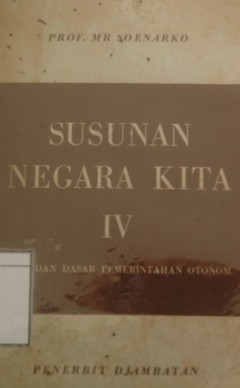 PROF. MR SOENARKO
SUSUNAN
NEGARA KITA
IV
DAN DASAR PEMERINTAHAN OTONOM
PENERBIT DJAMBATAN